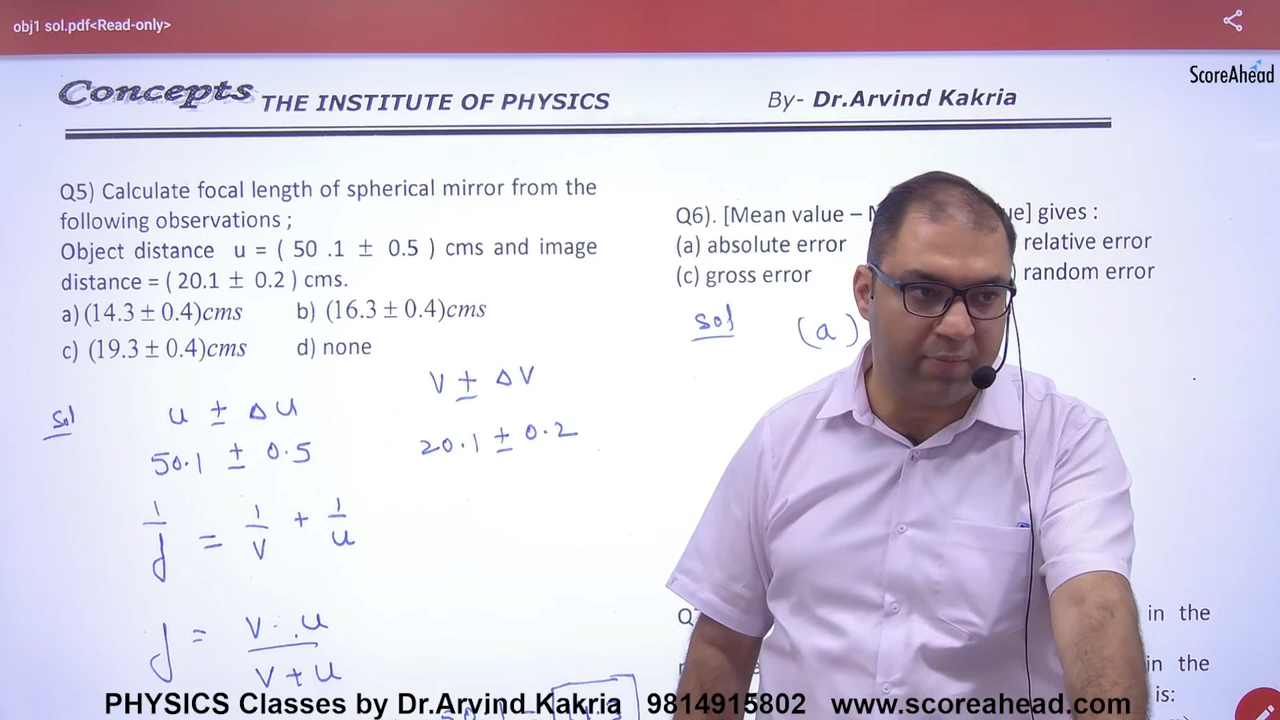 obj1 sol.pdf<Read-only>
ScoreAhead
Concepts THE INSTITUTE OF PHYSICS By- Dr.Arvind Kakria
Q5) Calculate focal length of spherical mirror from the
following observations ;
Object distance u = ( 50 .1 ± 0.5 ) cms and image
distance = ( 20.1 ± 0.2 ) cms.
a) (14.3 ± 0.4)cms b) (16.3 ± 0.4)cms
c) (19.3 ± 0.4)cms d) none
Sol u ± Δu V ± ΔV
50.1 ± 0.5 20.1 ± 0.2
1/f = 1/v + 1/u
f = v . u / v + u
Q6). [Mean value – gives :
(a) absolute error relative error
(c) gross error random error
Sol (a)
in the
in the
is:
PHYSICS Classes by Dr.Arvind Kakria 9814915802 www.scoreahead.com